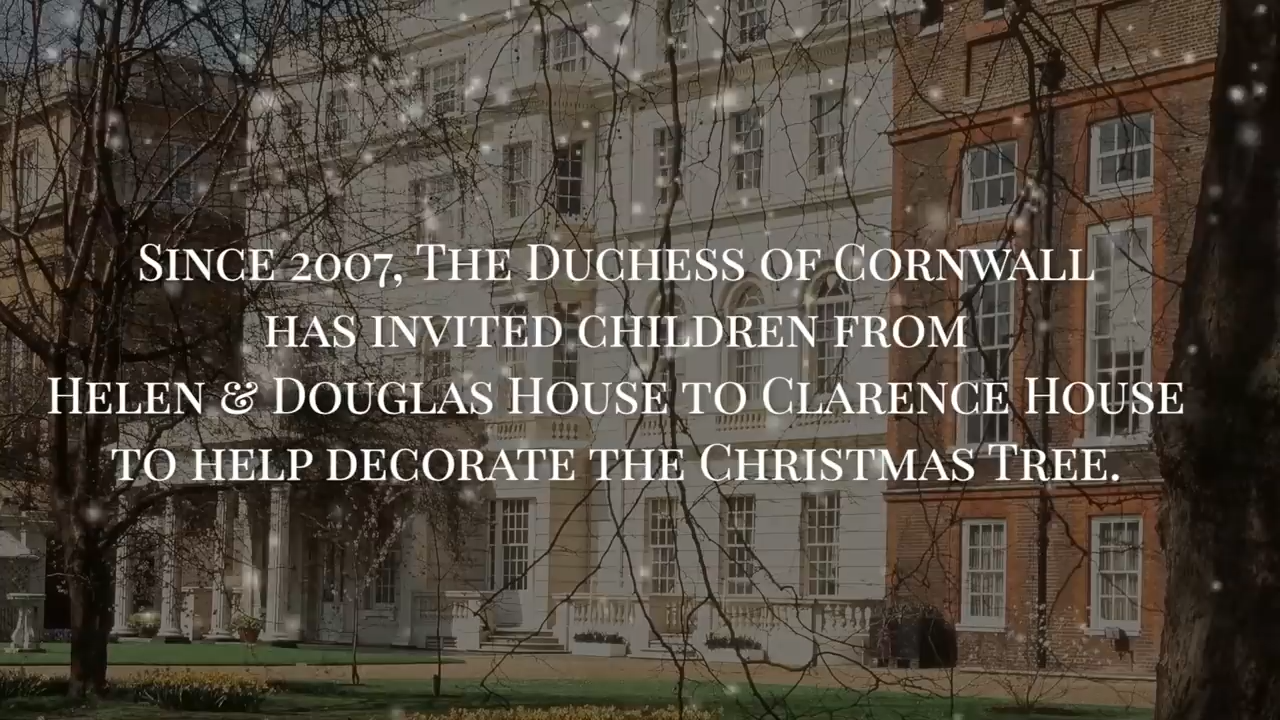 Since 2007, The Duchess of Cornwall
has invited children from
Helen & Douglas House to Clarence House
to help decorate the Christmas Tree.